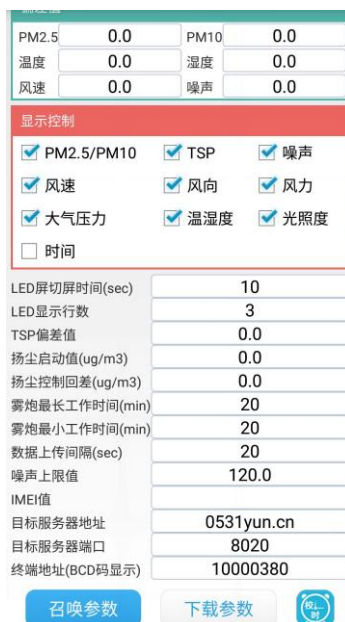 偏差值
PM2.5 0.0 PM10 0.0
温度 0.0 湿度 0.0
风速 0.0 噪声 0.0
显示控制
PM2.5/PM10 TSP 噪声
风速 风向 风力
大气压力 温湿度 光照度
时间
LED屏切屏时间(sec) 10
LED显示行数 3
TSP偏差值 0.0
扬尘启动值(ug/m3) 0.0
扬尘控制回差(ug/m3) 0.0
雾炮最长工作时间(min) 20
雾炮最小工作时间(min) 20
数据上传间隔(sec) 20
噪声上限值 120.0
IMEI值
目标服务器地址 0531yun.cn
目标服务器端口 8020
终端地址(BCD码显示) 10000380
召唤参数 下载参数 校时